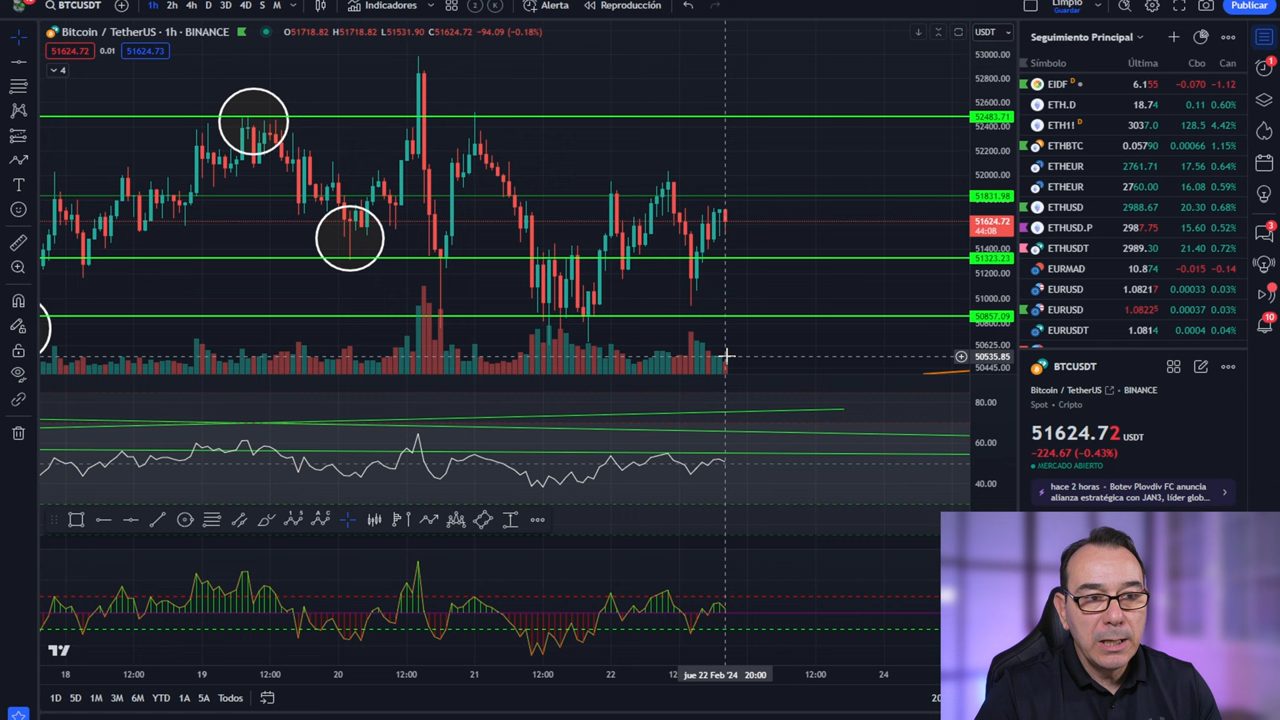 BTCUSDT 1h 2h 4h D 3D 4D S M Indicadores 2 K Alerta Reproducción Limpio Publicar
Guardar
Bitcoin / TetherUS · 1h · BINANCE O51718.82 H51718.82 L51531.90 C51624.72 −94.09 (−0.18%) USDT
51624.72 0.01 51624.73
4
53000.00
52800.00
52600.00
52483.71
52400.00
52200.00
52000.00
51831.98
51624.72
44:08
51400.00
51323.23
51200.00
51000.00
50857.09
50800.00
50625.00
50535.85
50445.00
80.00
60.00
40.00
18 12:00 19 12:00 20 12:00 21 12:00 22 jue 22 Feb '24 20:00 12:00 24
1D 5D 1M 3M 6M YTD 1A 5A Todos
Seguimiento Principal
Símbolo Última Cbo Can
EIDF D 6.155 −0.070 −1.12
ETH.D 18.74 0.11 0.60%
ETH1! D 3037.0 128.5 4.42%
ETHBTC 0.05790 0.00066 1.15%
ETHEUR 2761.71 17.56 0.64%
ETHEUR 2760.00 16.08 0.59%
ETHUSD 2988.67 20.30 0.68%
ETHUSD.P 2987.75 15.60 0.52%
ETHUSDT 2989.30 21.40 0.72%
EURMAD 10.874 −0.015 −0.14
EURUSD 1.08217 0.00033 0.03%
EURUSD 1.08225 0.00033 0.03%
EURUSDT 1.0814 0.0004 0.04%
1
3
10
BTCUSDT
Bitcoin / TetherUS · BINANCE
Spot · Cripto
51624.72 USDT
−224.67 (−0.43%)
MERCADO ABIERTO
hace 2 horas · Botev Plovdiv FC anuncia
alianza estratégica con JAN3, líder glob...